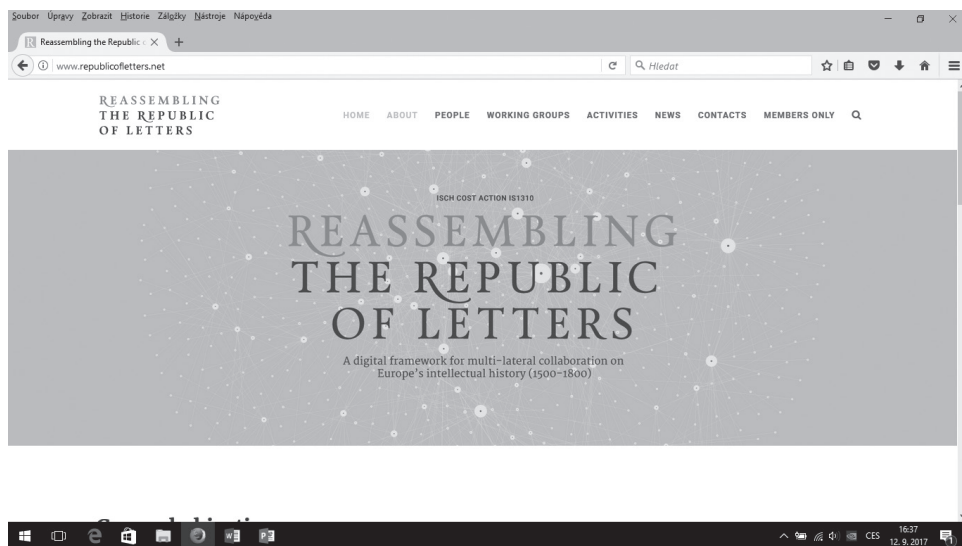 Soubor Úpravy Zobrazit Historie Záložky Nástroje Nápověda
Reassembling the Republic
www.republicofletters.net
Hledat
REASSEMBLING
THE REPUBLIC
OF LETTERS
HOME ABOUT PEOPLE WORKING GROUPS ACTIVITIES NEWS CONTACTS MEMBERS ONLY
ISCH COST ACTION IS1310
REASSEMBLING
THE REPUBLIC
OF LETTERS
A digital framework for multi-lateral collaboration on
Europe's intellectual history (1500-1800)
CES
16:37
12. 9. 2017